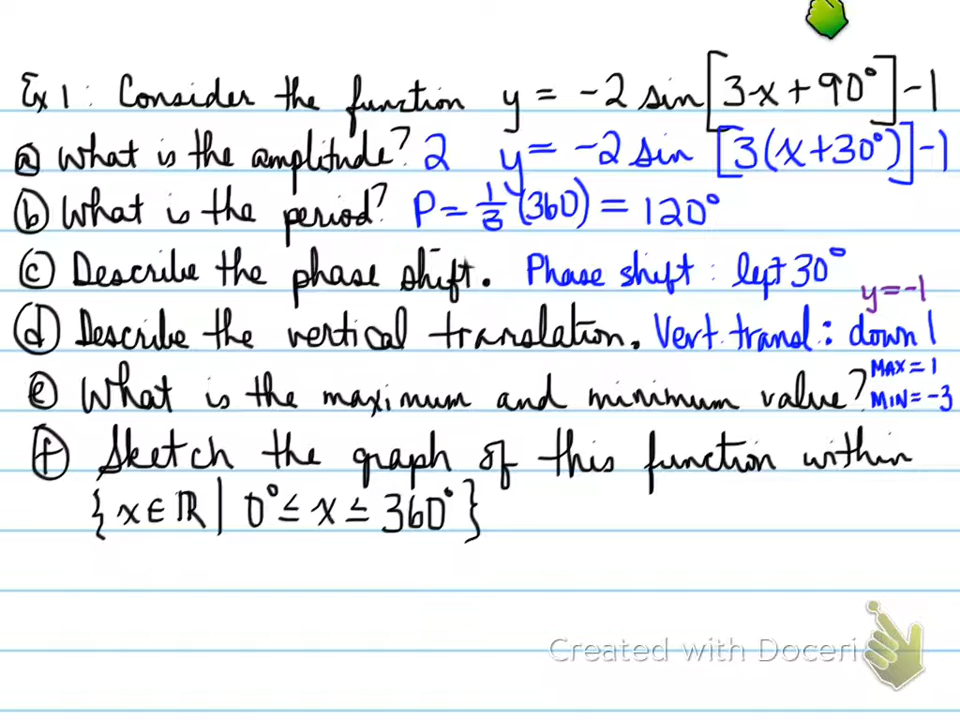 Ex 1: Consider the function y = -2 sin[3x + 90°] - 1
a) What is the amplitude? 2 y = -2 sin [3(x + 30°)] - 1
b) What is the period? P = 1/3 (360) = 120°
c) Describe the phase shift. Phase shift: left 30°
y = -1
d) Describe the vertical translation. Vert. transl: down 1
e) What is the maximum and minimum value? MAX = 1
MIN = -3
f) Sketch the graph of this function within
{x ∈ ℝ | 0° ≤ x ≤ 360°}
Created with Doceri